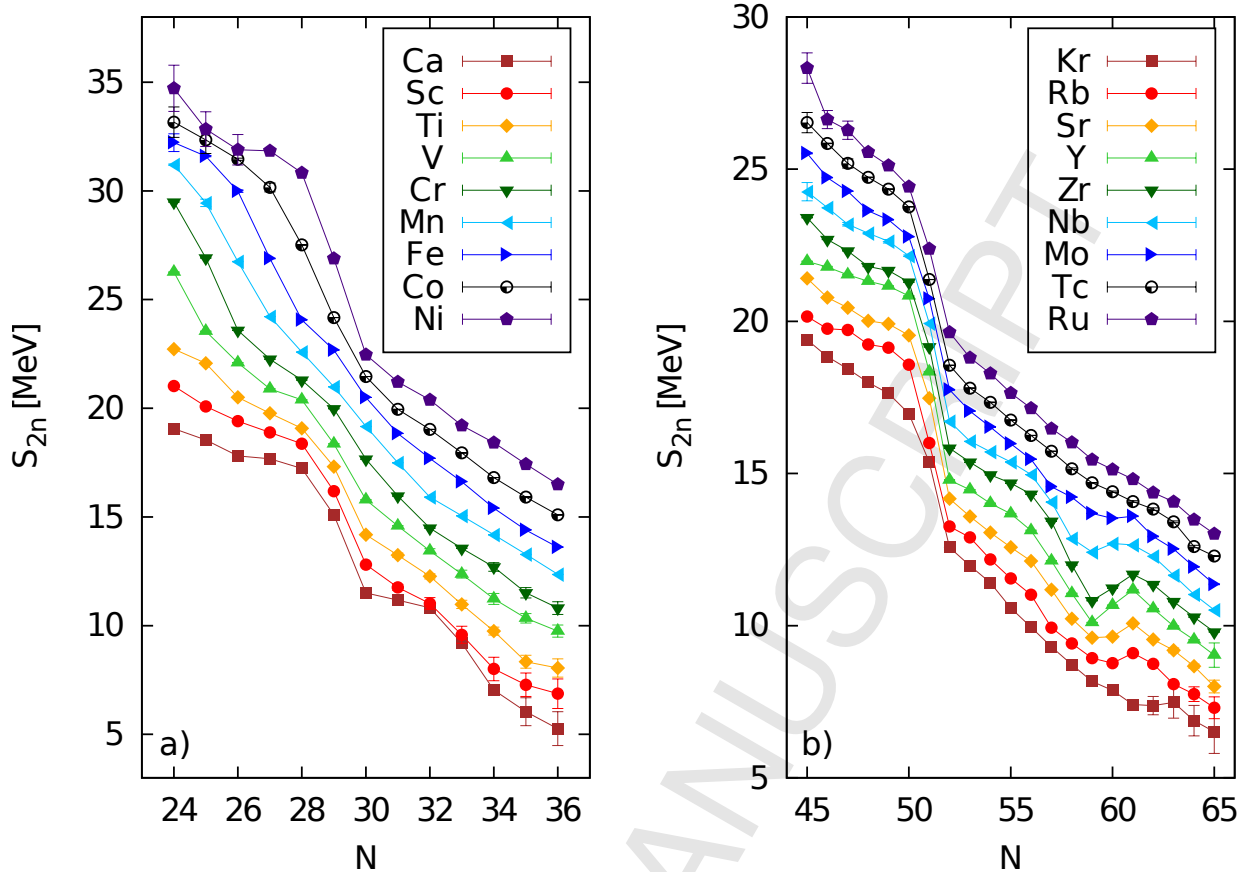 S2n [MeV]
35
30
25
20
15
10
5
Ca
Sc
Ti
V
Cr
Mn
Fe
Co
Ni
a)
24 26 28 30 32 34 36
N
S2n [MeV]
30
25
20
15
10
5
Kr
Rb
Sr
Y
Zr
Nb
Mo
Tc
Ru
b)
45 50 55 60 65
N
ANUSCRIPT